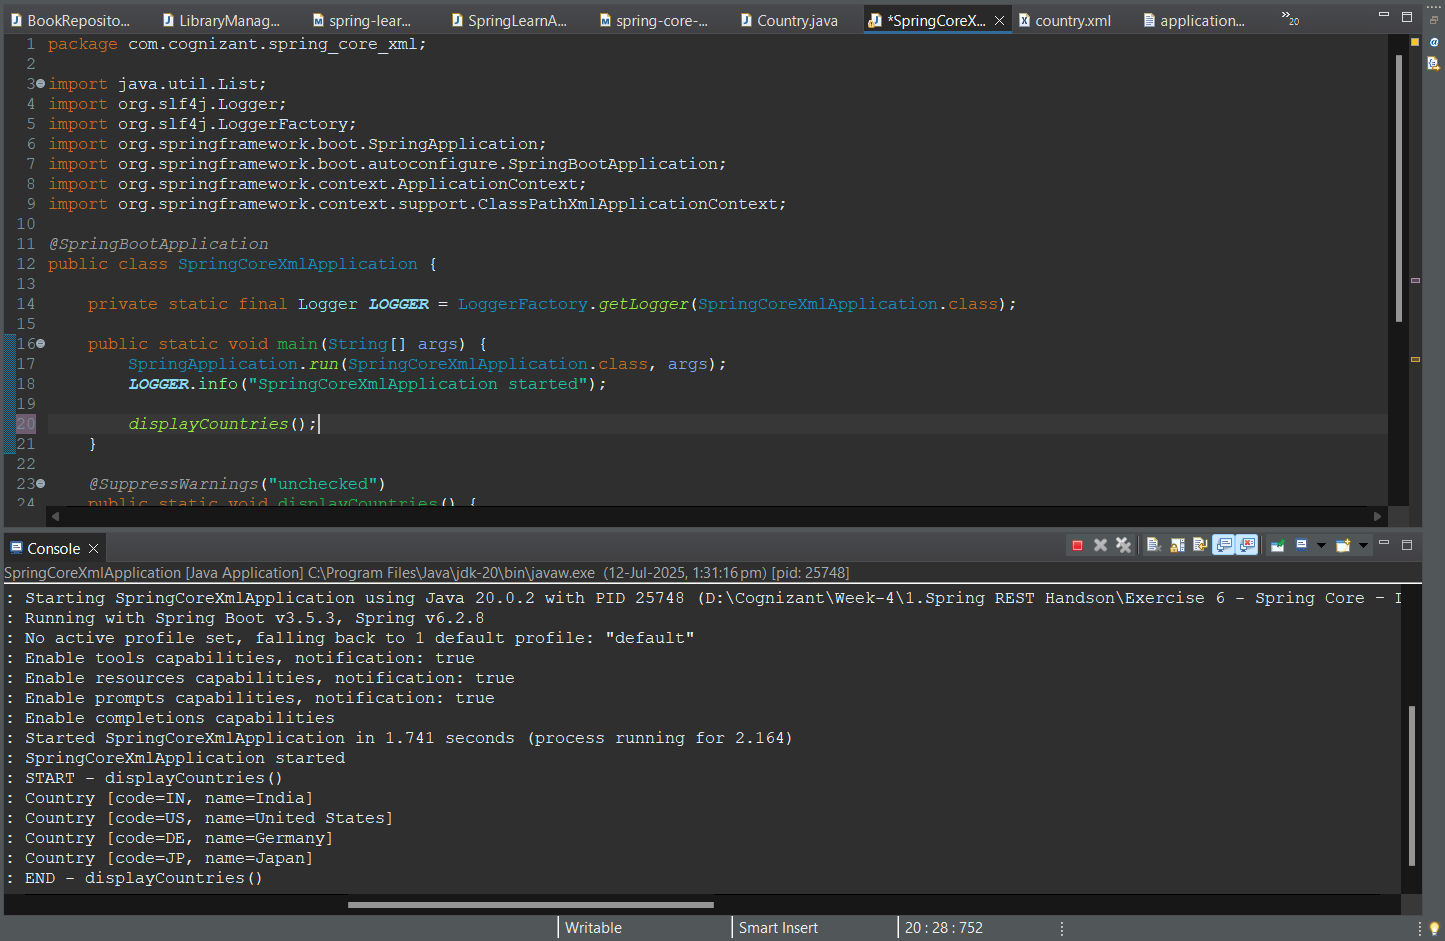 BookReposito... LibraryManag... spring-lear... SpringLearnA... spring-core-... Country.java *SpringCoreX... country.xml application... »20
1 package com.cognizant.spring_core_xml;
2
3 import java.util.List;
4 import org.slf4j.Logger;
5 import org.slf4j.LoggerFactory;
6 import org.springframework.boot.SpringApplication;
7 import org.springframework.boot.autoconfigure.SpringBootApplication;
8 import org.springframework.context.ApplicationContext;
9 import org.springframework.context.support.ClassPathXmlApplicationContext;
10
11 @SpringBootApplication
12 public class SpringCoreXmlApplication {
13
14 private static final Logger LOGGER = LoggerFactory.getLogger(SpringCoreXmlApplication.class);
15
16 public static void main(String[] args) {
17 SpringApplication.run(SpringCoreXmlApplication.class, args);
18 LOGGER.info("SpringCoreXmlApplication started");
19
20 displayCountries();
21 }
22
23 @SuppressWarnings("unchecked")
24 public static void displayCountries() {
Console
SpringCoreXmlApplication [Java Application] C:\Program Files\Java\jdk-20\bin\javaw.exe (12-Jul-2025, 1:31:16 pm) [pid: 25748]
: Starting SpringCoreXmlApplication using Java 20.0.2 with PID 25748 (D:\Cognizant\Week-4\1.Spring REST Handson\Exercise 6 - Spring Core – 
: Running with Spring Boot v3.5.3, Spring v6.2.8
: No active profile set, falling back to 1 default profile: "default"
: Enable tools capabilities, notification: true
: Enable resources capabilities, notification: true
: Enable prompts capabilities, notification: true
: Enable completions capabilities
: Started SpringCoreXmlApplication in 1.741 seconds (process running for 2.164)
: SpringCoreXmlApplication started
: START - displayCountries()
: Country [code=IN, name=India]
: Country [code=US, name=United States]
: Country [code=DE, name=Germany]
: Country [code=JP, name=Japan]
: END - displayCountries()
Writable Smart Insert 20 : 28 : 752